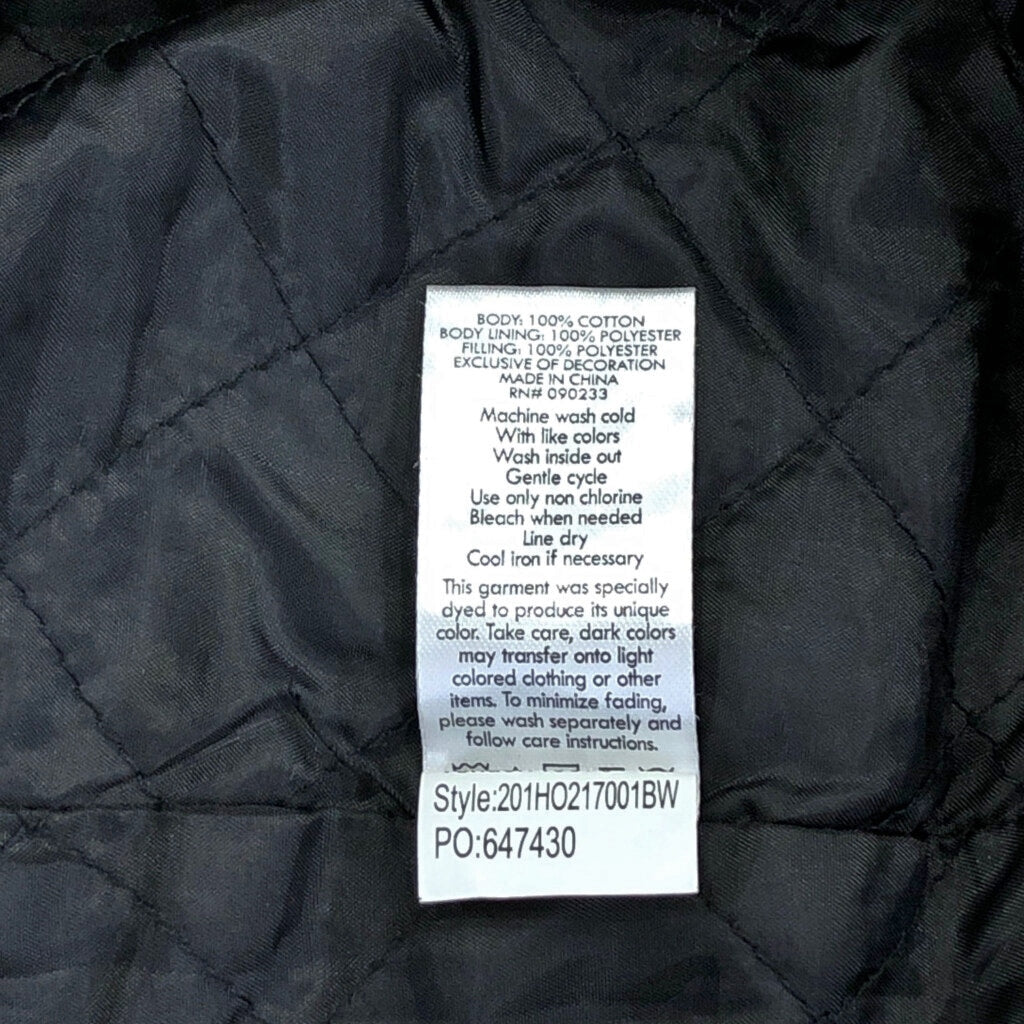 BODY: 100% COTTON
BODY LINING: 100% POLYESTER
FILLING: 100% POLYESTER
EXCLUSIVE OF DECORATION
MADE IN CHINA
RN# 090233
Machine wash cold
With like colors
Wash inside out
Gentle cycle
Use only non chlorine
Bleach when needed
Line dry
Cool iron if necessary
This garment was specially
dyed to produce its unique
color. Take care, dark colors
may transfer onto light
colored clothing or other
items. To minimize fading,
please wash separately and
follow care instructions.
Style:201HO217001BW
PO:647430